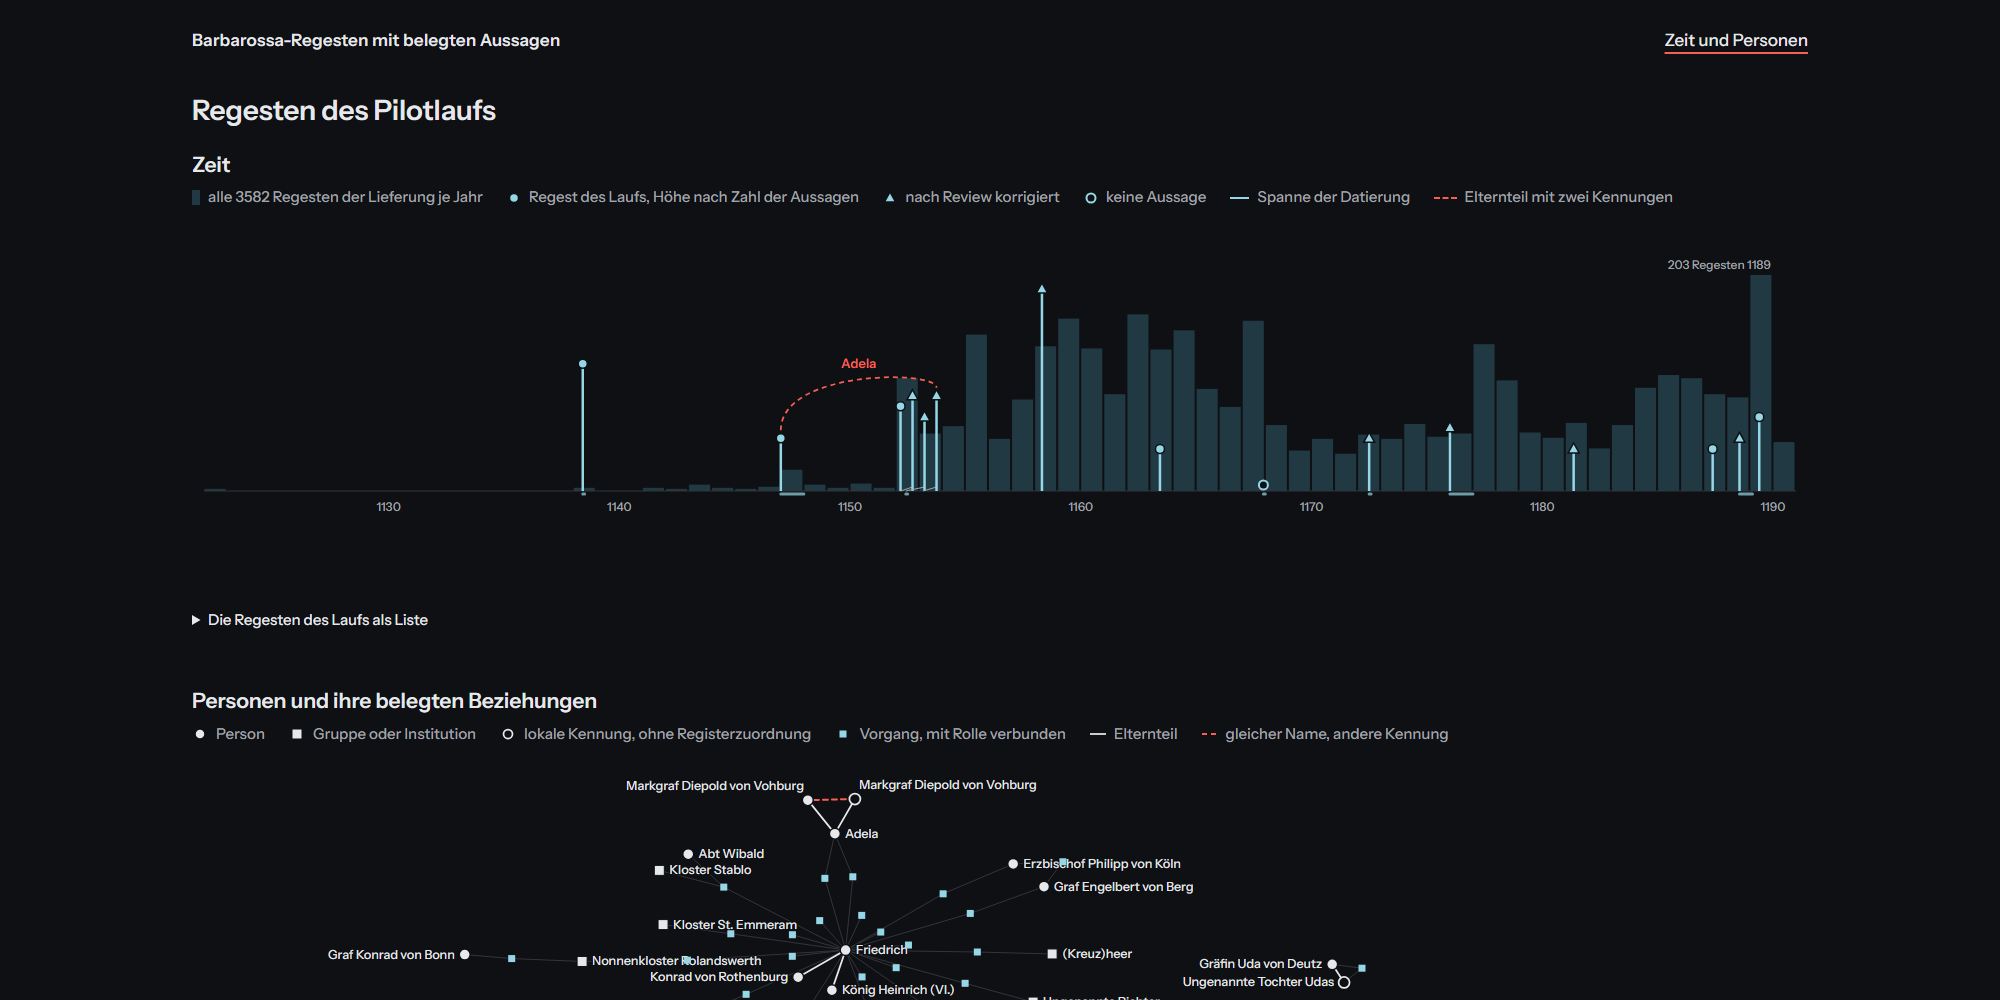 Barbarossa-Regesten mit belegten Aussagen
Zeit und Personen
Regesten des Pilotlaufs
Zeit
alle 3582 Regesten der Lieferung je Jahr
Regest des Laufs, Höhe nach Zahl der Aussagen
nach Review korrigiert
keine Aussage
Spanne der Datierung
Elternteil mit zwei Kennungen
203 Regesten 1189
Adela
1130
1140
1150
1160
1170
1180
1190
Die Regesten des Laufs als Liste
Personen und ihre belegten Beziehungen
Person
Gruppe oder Institution
lokale Kennung, ohne Registerzuordnung
Vorgang, mit Rolle verbunden
Elternteil
gleicher Name, andere Kennung
Markgraf Diepold von Vohburg
Markgraf Diepold von Vohburg
Adela
Abt Wibald
Kloster Stablo
Erzbischof Philipp von Köln
Graf Engelbert von Berg
Kloster St. Emmeram
Friedrich
(Kreuz)heer
Graf Konrad von Bonn
Nonnenkloster Rolandswerth
Gräfin Uda von Deutz
Konrad von Rothenburg
Ungenannte Tochter Udas
König Heinrich (VI.)